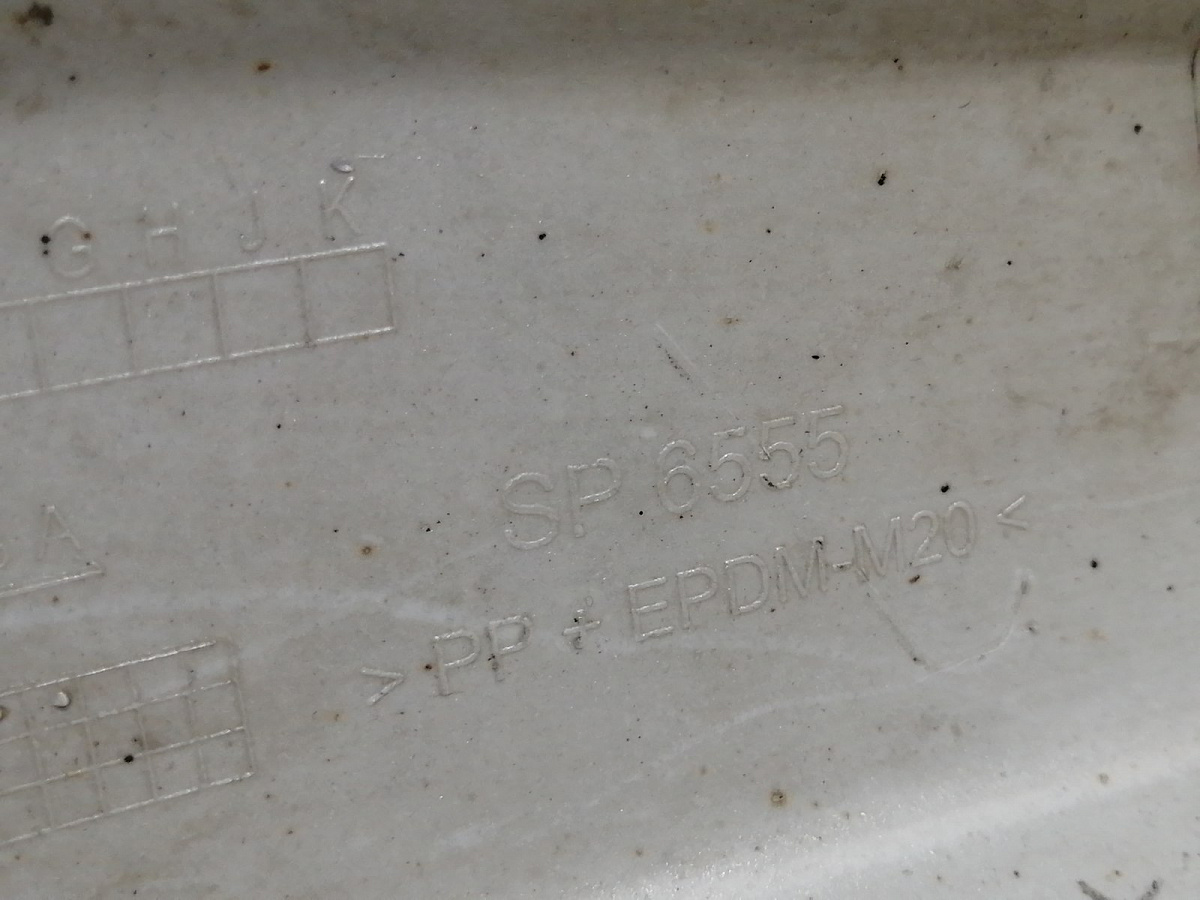 G H J K
SP 6555
A
> PP + EPDM-M20 <